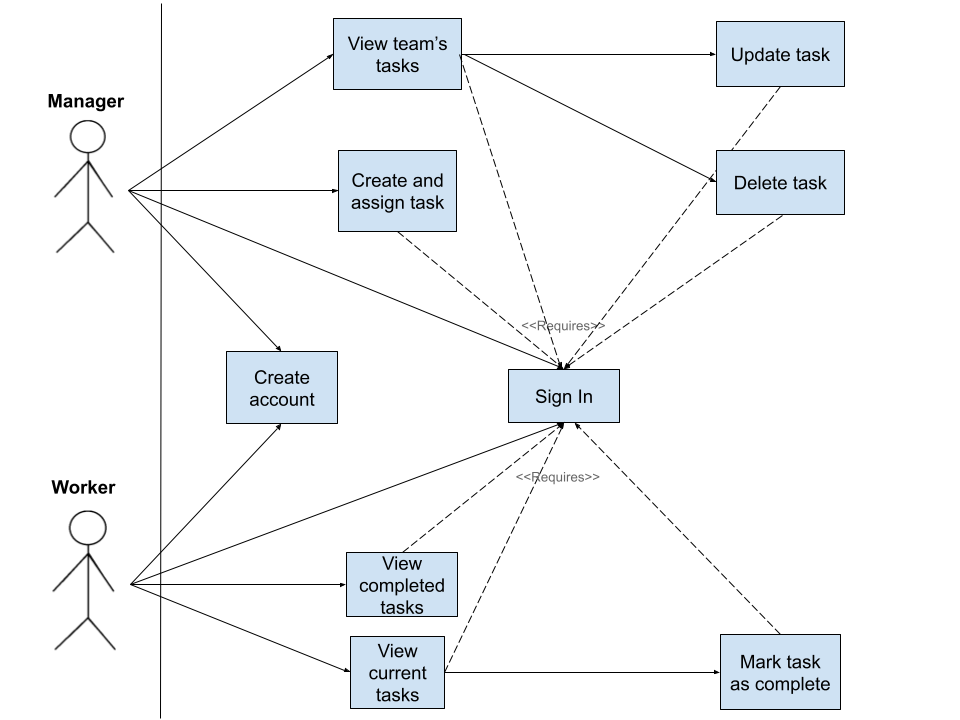 View team's
tasks
Update task
Manager
Create and
assign task
Delete task
<<Requires>>
Create
account
Sign In
<<Requires>>
Worker
View
completed
tasks
View
current
tasks
Mark task
as complete